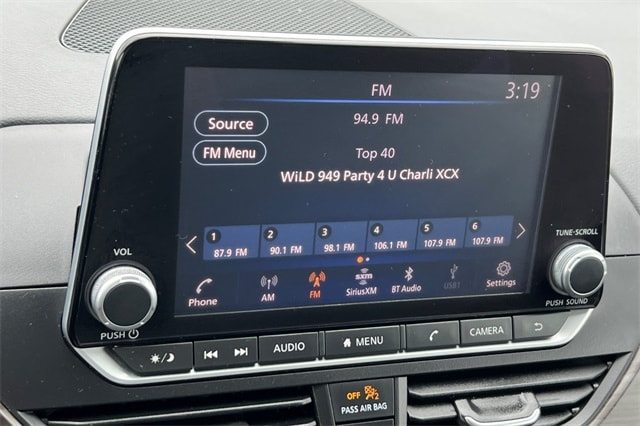 FM
3:19
Source
94.9 FM
FM Menu
Top 40
WiLD 949 Party 4 U Charli XCX
1 2 3 4 5 6
87.9 FM 90.1 FM 98.1 FM 106.1 FM 107.9 FM 107.9 FM
VOL
TUNE·SCROLL
sxm
Phone AM FM SiriusXM BT Audio USB1 Settings
PUSH
PUSH SOUND
AUDIO MENU CAMERA
OFF 2
PASS AIR BAG